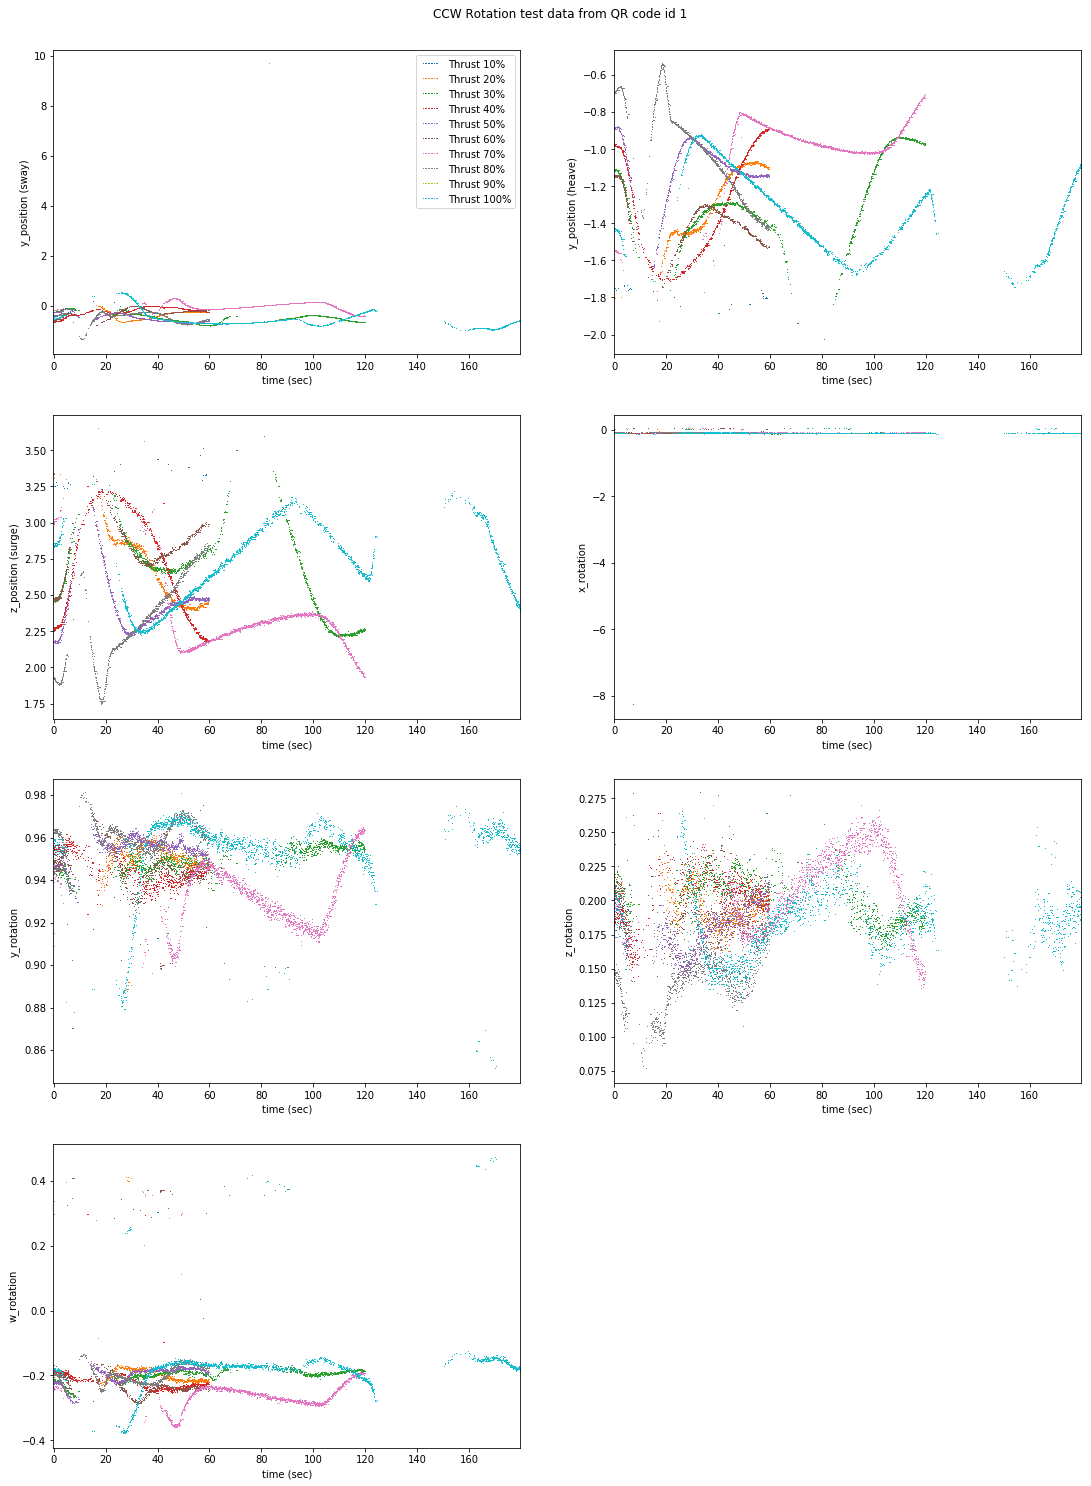 CCW Rotation test data from QR code id 1
10
8
6
4
2
0
y_position (sway)
0 20 40 60 80 100 120 140 160
time (sec)
Thrust 10%
Thrust 20%
Thrust 30%
Thrust 40%
Thrust 50%
Thrust 60%
Thrust 70%
Thrust 80%
Thrust 90%
Thrust 100%
−0.6
−0.8
−1.0
−1.2
−1.4
−1.6
−1.8
−2.0
y_position (heave)
0 20 40 60 80 100 120 140 160
time (sec)
3.50
3.25
3.00
2.75
2.50
2.25
2.00
1.75
z_position (surge)
0 20 40 60 80 100 120 140 160
time (sec)
0
−2
−4
−6
−8
x_rotation
0 20 40 60 80 100 120 140 160
time (sec)
0.98
0.96
0.94
0.92
0.90
0.88
0.86
y_rotation
0 20 40 60 80 100 120 140 160
time (sec)
0.275
0.250
0.225
0.200
0.175
0.150
0.125
0.100
0.075
z_rotation
0 20 40 60 80 100 120 140 160
time (sec)
0.4
0.2
0.0
−0.2
−0.4
w_rotation
0 20 40 60 80 100 120 140 160
time (sec)